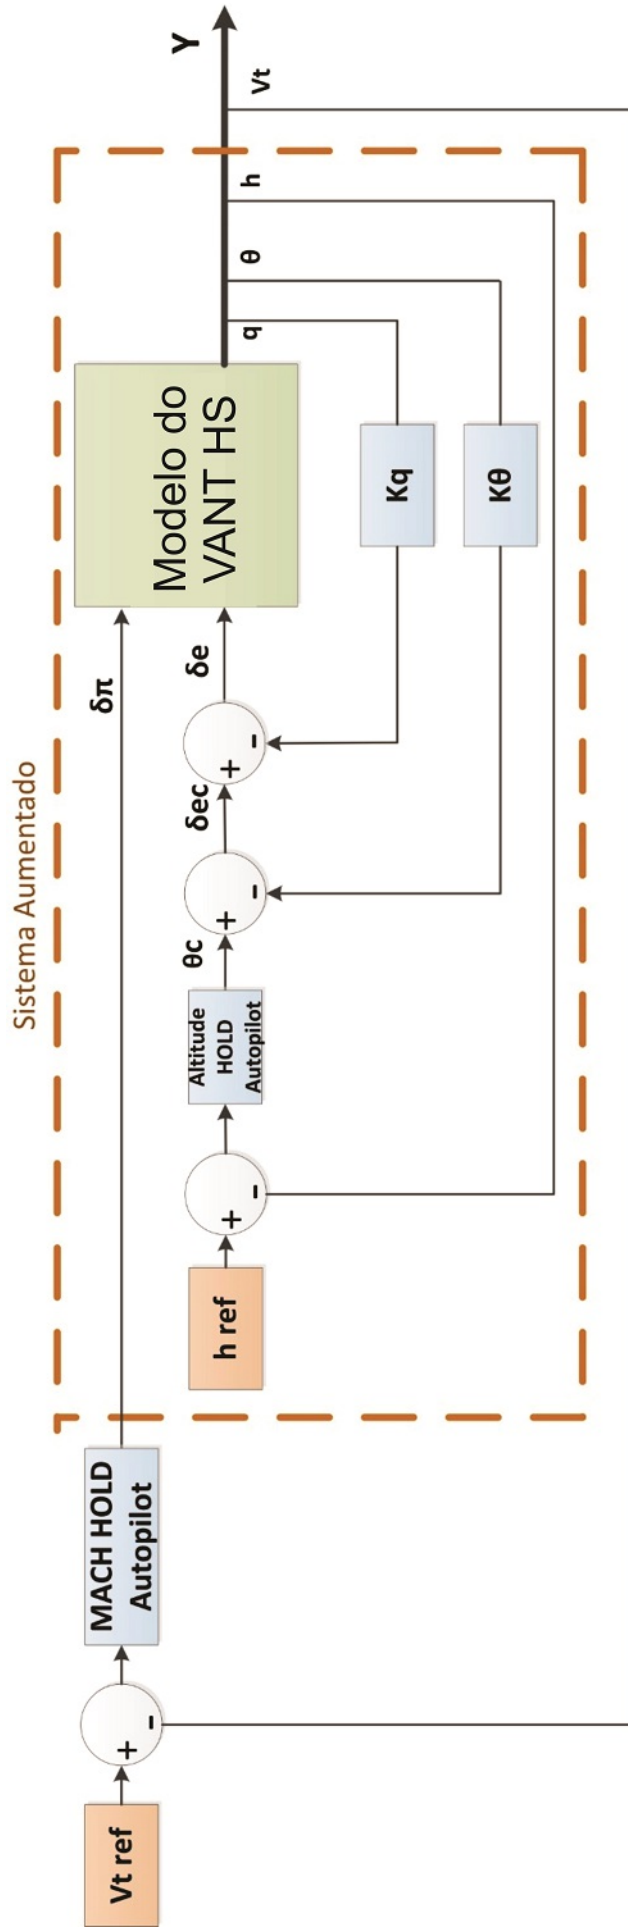 Sistema Aumentado
Vt ref
+
-
MACH HOLD
Autopilot
δπ
h ref
+
-
Altitude
HOLD
Autopilot
θc
+
-
δec
+
-
δe
Modelo do
VANT HS
Kq
Kθ
q
θ
h
Vt
Y